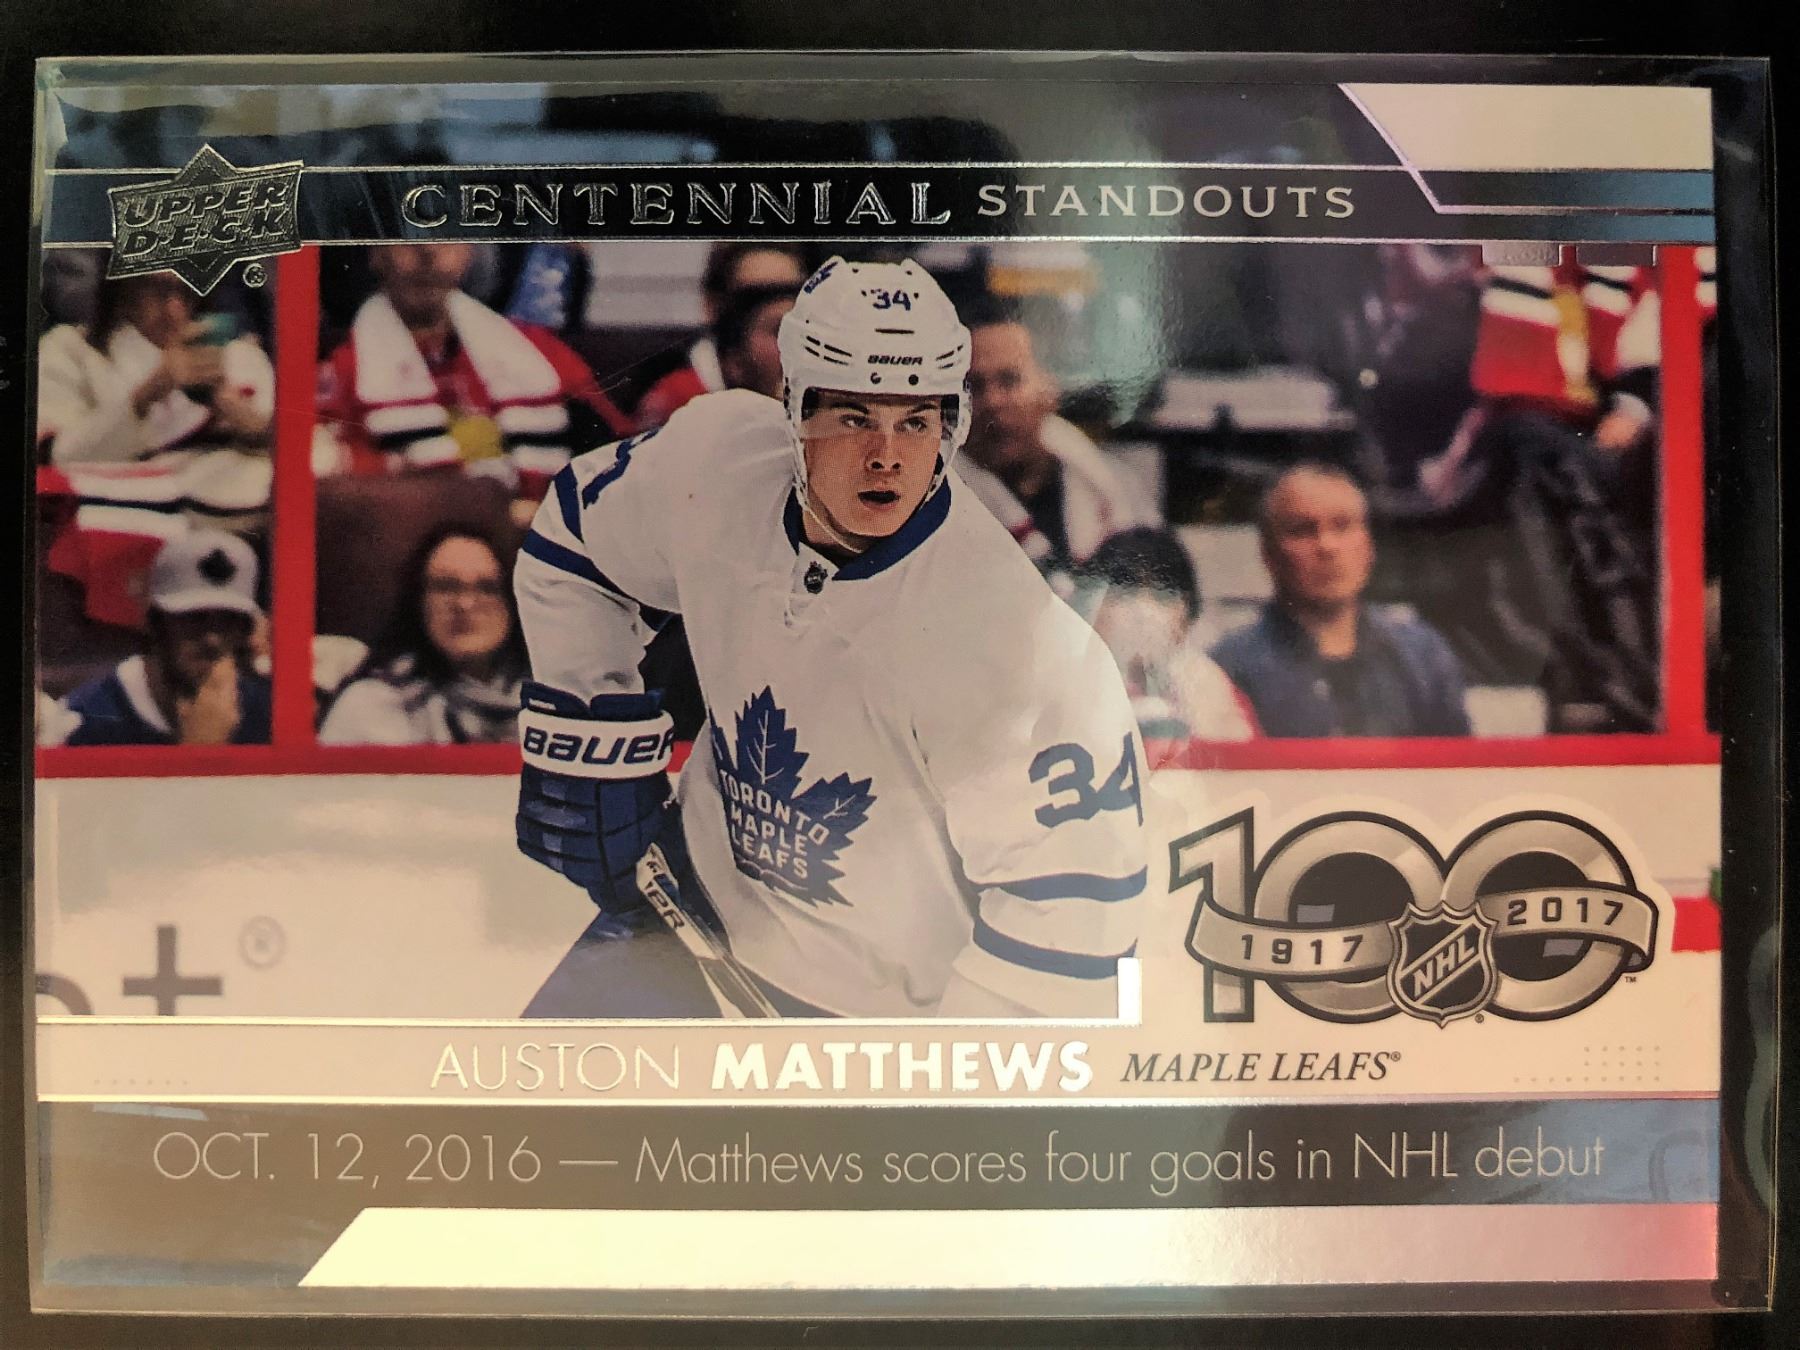 UPPER
D·E·C·K
®
CENTENNIAL STANDOUTS
34
BAUER
BAUER
34
TORONTO
MAPLE
LEAFS
®
1917
2017
NHL
®
™
AUSTON MATTHEWS MAPLE LEAFS®
OCT. 12, 2016 — Matthews scores four goals in NHL debut